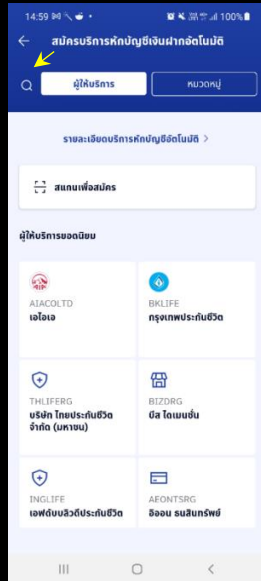 14:59
100%
สมัครบริการหักบัญชีเงินฝากอัตโนมัติ
ผู้ให้บริการ
หมวดหมู่
รายละเอียดบริการหักบัญชีอัตโนมัติ >
สแกนเพื่อสมัคร
ผู้ให้บริการยอดนิยม
AIA
AIACOLTD
เอไอเอ
BKLIFE
กรุงเทพประกันชีวิต
THLIFERG
บริษัท ไทยประกันชีวิต
จำกัด (มหาชน)
BIZDRG
บีส ไดเมนชั่น
INGLIFE
เอฟดับบลิวดีประกันชีวิต
AEONTSRG
อิออน ธนสินทรัพย์